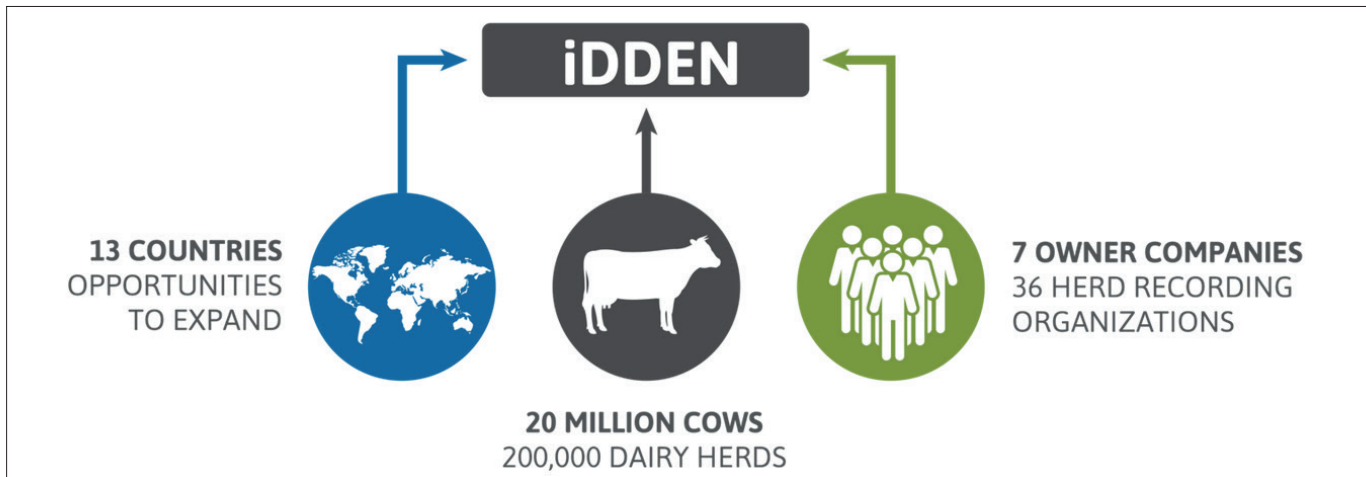 iDDEN
13 COUNTRIES
OPPORTUNITIES
TO EXPAND
20 MILLION COWS
200,000 DAIRY HERDS
7 OWNER COMPANIES
36 HERD RECORDING
ORGANIZATIONS